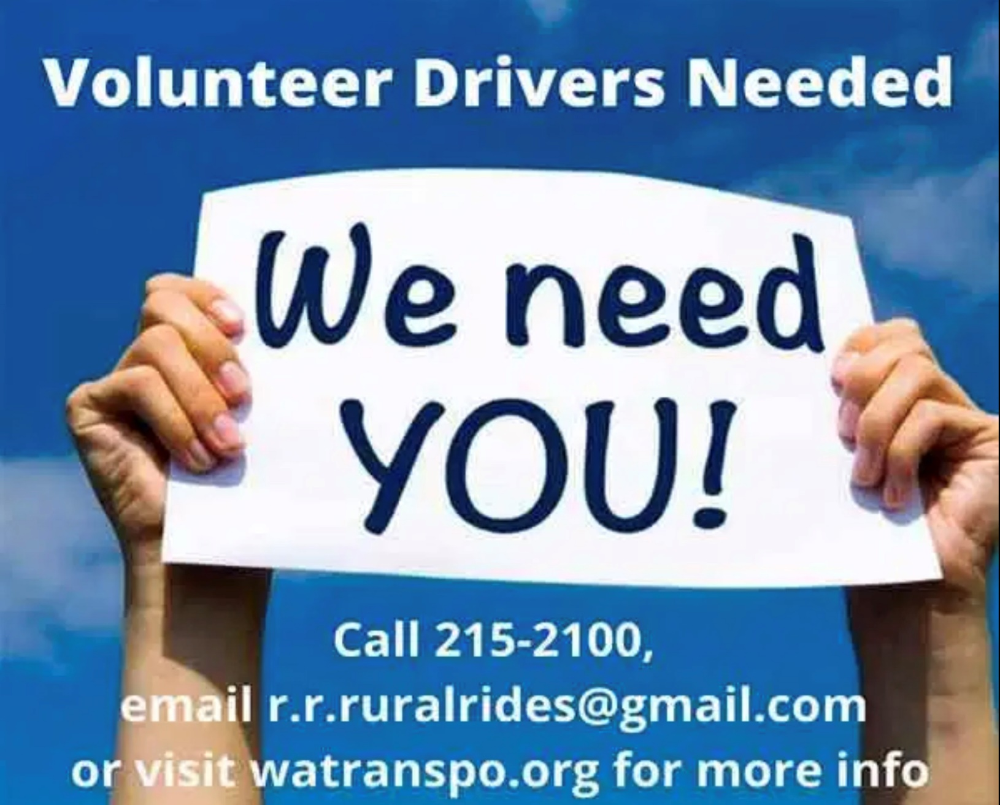 Volunteer Drivers Needed
We need
YOU!
Call 215-2100,
email r.r.ruralrides@gmail.com
or visit watranspo.org for more info